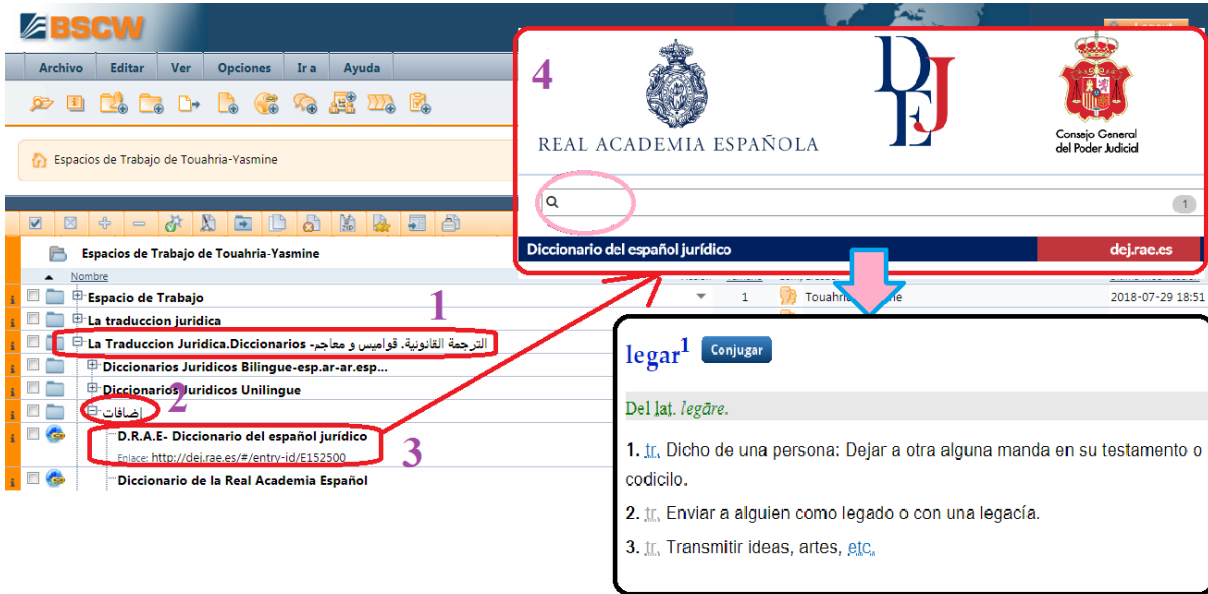 BSCW
Archivo Editar Ver Opciones Ir a Ayuda
Espacios de Trabajo de Touahria-Yasmine
Espacios de Trabajo de Touahria-Yasmine
Nombre
Espacio de Trabajo 1 2018-07-29 18:51
1
La traduccion juridica
La Traduccion Juridica.Diccionarios -الترجمة القانونية. قواميس و معاجم
Diccionarios Juridicos Bilingue-esp.ar-ar.esp...
Diccionarios Juridicos Unilingue
إضافات 2
D.R.A.E- Diccionario del español jurídico
Enlace: http://dej.rae.es/#/entry-id/E152500
3
Diccionario de la Real Academia Español
4
REAL ACADEMIA ESPAÑOLA
DEJ
Consejo General
del Poder Judicial
1
Diccionario del español jurídico dej.rae.es
legar1 Conjugar
Del lat. legāre.
1. tr. Dicho de una persona: Dejar a otra alguna manda en su testamento o
codicilo.
2. tr. Enviar a alguien como legado o con una legacía.
3. tr. Transmitir ideas, artes, etc.